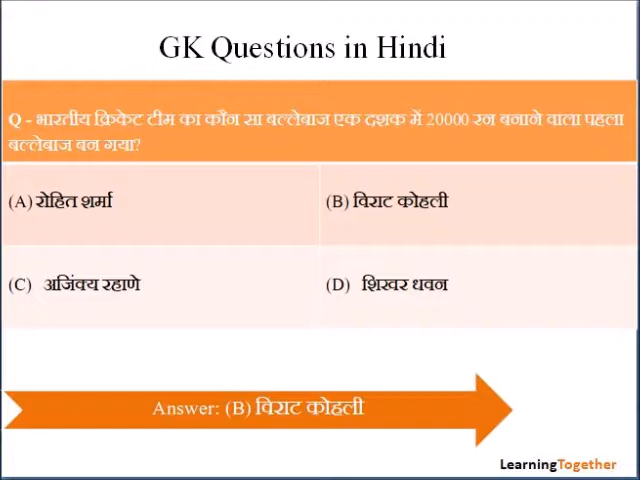 GK Questions in Hindi
Q - भारतीय क्रिकेट टीम का कौन सा बल्लेबाज एक दशक में 20000 रन बनाने वाला पहला
बल्लेबाज बन गया?
(A) रोहित शर्मा
(B) विराट कोहली
(C) अजिंक्य रहाणे
(D) शिखर धवन
Answer: (B) विराट कोहली
LearningTogether